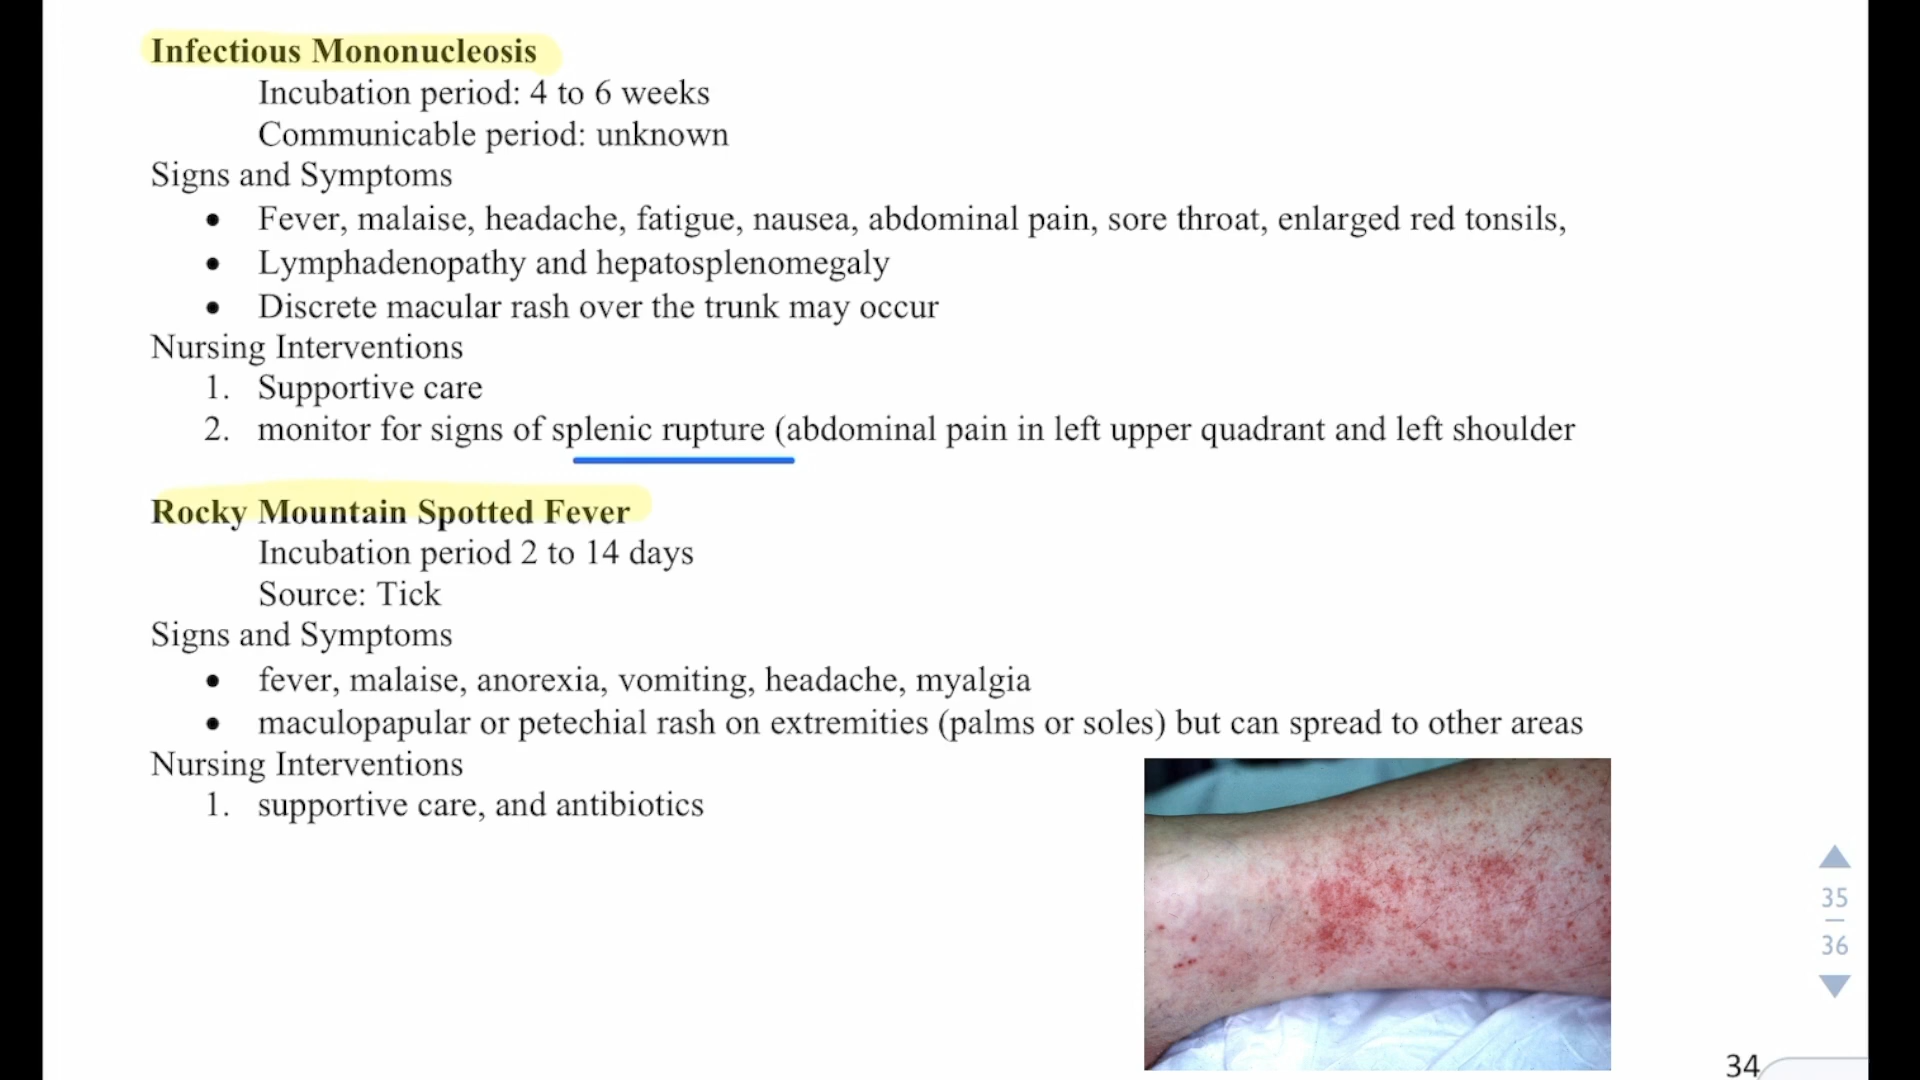 Infectious Mononucleosis
Incubation period: 4 to 6 weeks
Communicable period: unknown
Signs and Symptoms
• Fever, malaise, headache, fatigue, nausea, abdominal pain, sore throat, enlarged red tonsils,
• Lymphadenopathy and hepatosplenomegaly
• Discrete macular rash over the trunk may occur
Nursing Interventions
1. Supportive care
2. monitor for signs of splenic rupture (abdominal pain in left upper quadrant and left shoulder
Rocky Mountain Spotted Fever
Incubation period 2 to 14 days
Source: Tick
Signs and Symptoms
• fever, malaise, anorexia, vomiting, headache, myalgia
• maculopapular or petechial rash on extremities (palms or soles) but can spread to other areas
Nursing Interventions
1. supportive care, and antibiotics
35
36
34